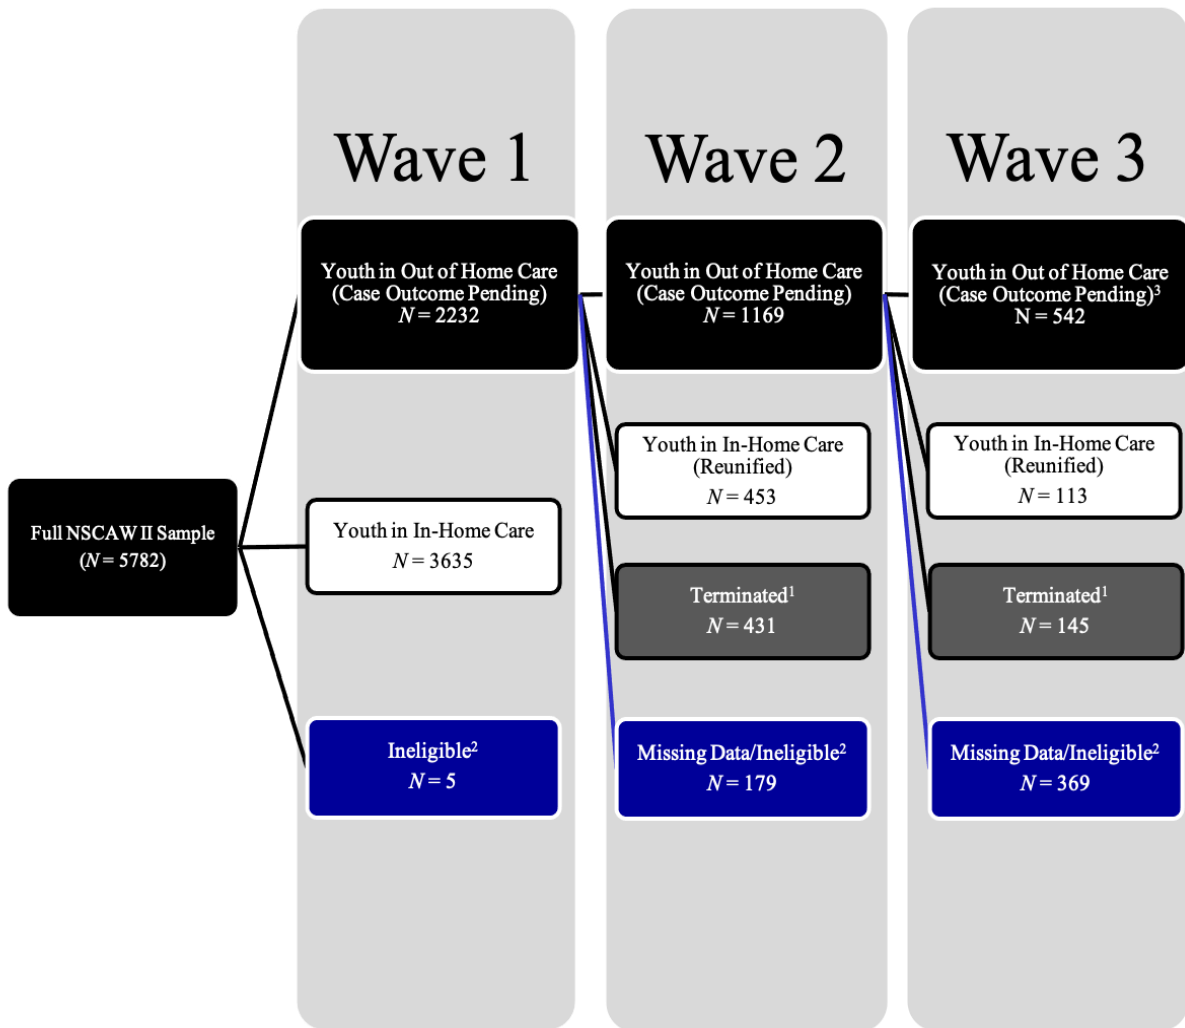 Wave 1
Wave 2
Wave 3
Youth in Out of Home Care
(Case Outcome Pending)
N = 2232
Youth in Out of Home Care
(Case Outcome Pending)
N = 1169
Youth in Out of Home Care
(Case Outcome Pending)³
N = 542
Youth in In-Home Care
(Reunified)
N = 453
Youth in In-Home Care
(Reunified)
N = 113
Full NSCAW II Sample
(N = 5782)
Youth in In-Home Care
N = 3635
Terminated¹
N = 431
Terminated¹
N = 145
Ineligible²
N = 5
Missing Data/Ineligible²
N = 179
Missing Data/Ineligible²
N = 369